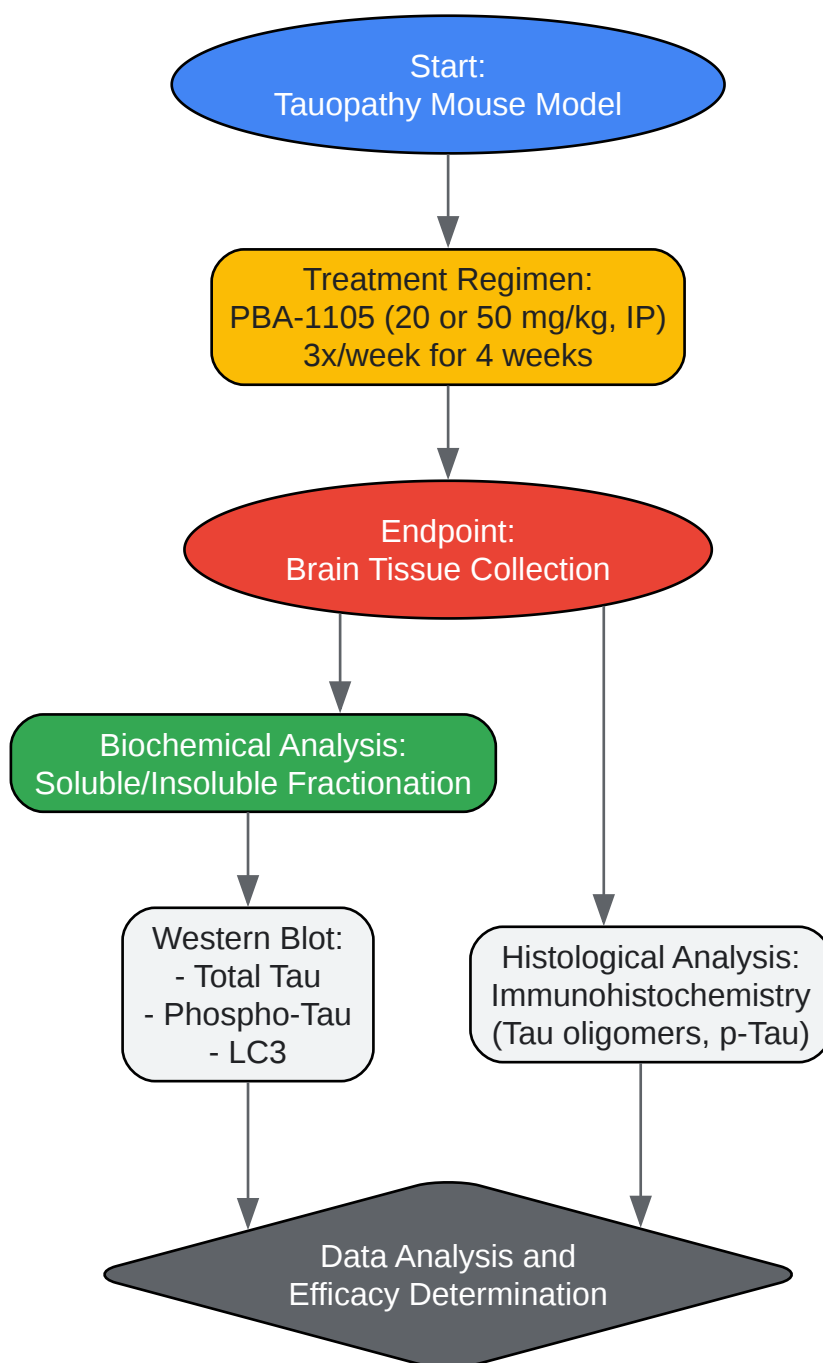 Start:
Tauopathy Mouse Model
Treatment Regimen:
PBA-1105 (20 or 50 mg/kg, IP)
3x/week for 4 weeks
Endpoint:
Brain Tissue Collection
Biochemical Analysis:
Soluble/Insoluble Fractionation
Western Blot:
- Total Tau
- Phospho-Tau
- LC3
Histological Analysis:
Immunohistochemistry
(Tau oligomers, p-Tau)
Data Analysis and
Efficacy Determination